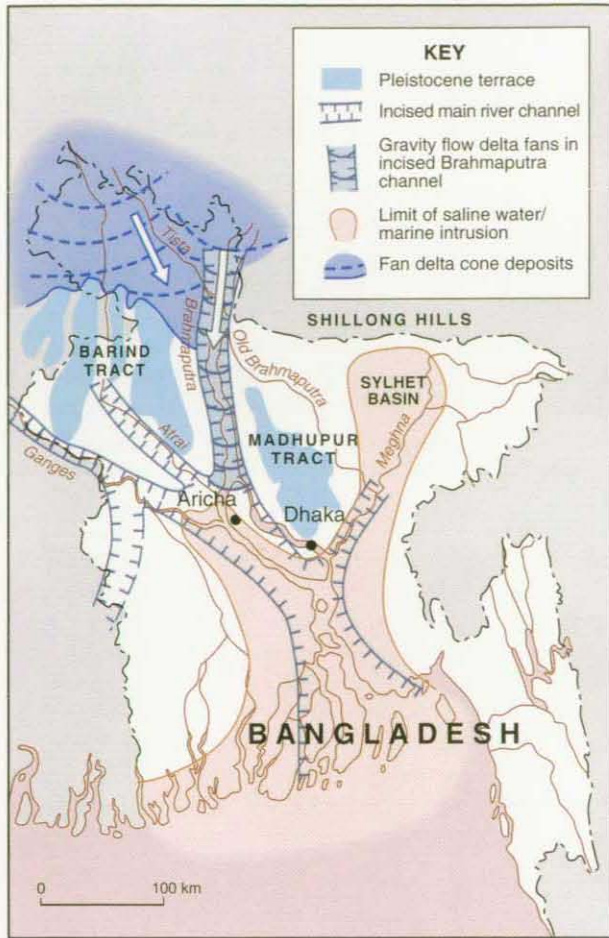 KEY
Pleistocene terrace
Incised main river channel
Gravity flow delta fans in
incised Brahmaputra
channel
Limit of saline water/
marine intrusion
Fan delta cone deposits
Tista
SHILLONG HILLS
BARIND
TRACT
Brahmaputra
Old Brahmaputra
SYLHET
BASIN
Atrai
MADHUPUR
TRACT
Meghna
Ganges
Aricha
Dhaka
BANGLADESH
0
100 km